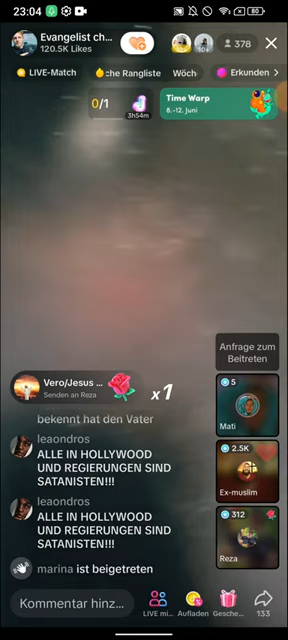 23:04
60
Evangelist ch...
120.5K Likes
10+
378
LIVE-Match
che Rangliste
Wöch
Erkunden
0/1
3h54m
Time Warp
8.-12. Juni
Anfrage zum
Beitreten
5
Mati
Vero/Jesus ...
Senden an Reza
x1
bekennt hat den Vater
leaondros
ALLE IN HOLLYWOOD
UND REGIERUNGEN SIND
SATANISTEN!!!
2.5K
Ex-muslim
leaondros
ALLE IN HOLLYWOOD
UND REGIERUNGEN SIND
SATANISTEN!!!
312
Reza
marina ist beigetreten
Kommentar hinz...
LIVE mi...
Aufladen
Gesche...
133